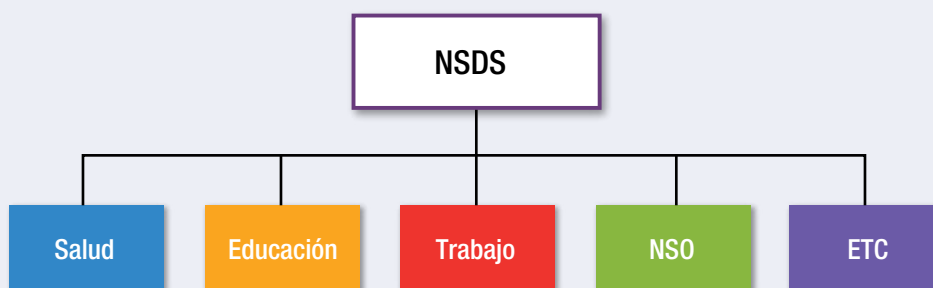 NSDS
Salud
Educación
Trabajo
NSO
ETC